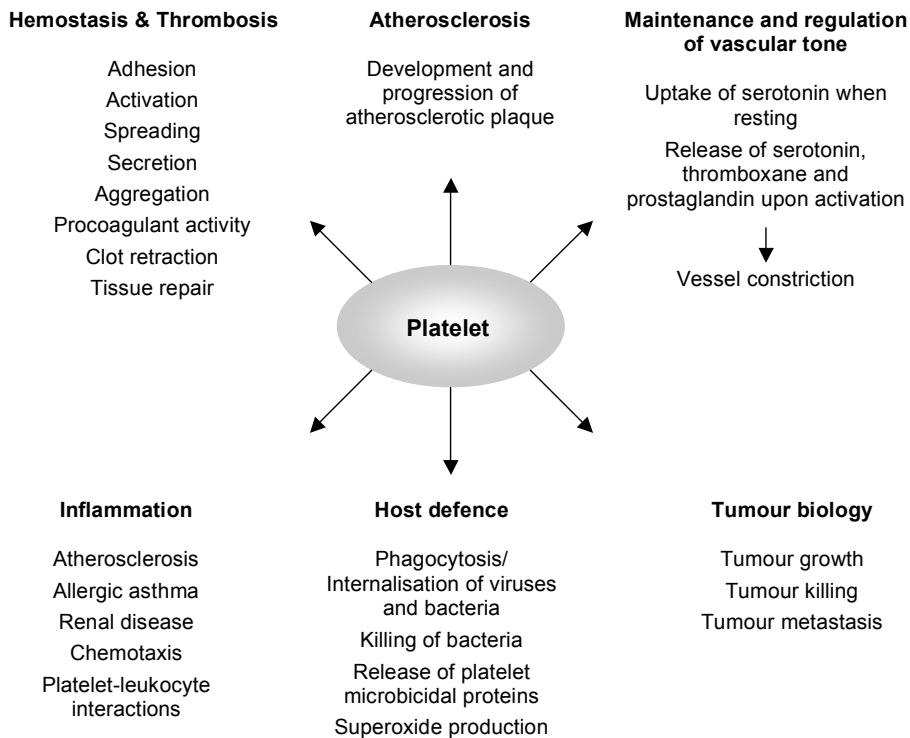 Hemostasis & Thrombosis
Adhesion
Activation
Spreading
Secretion
Aggregation
Procoagulant activity
Clot retraction
Tissue repair
Atherosclerosis
Development and
progression of
atherosclerotic plaque
Maintenance and regulation
of vascular tone
Uptake of serotonin when
resting
Release of serotonin,
thromboxane and
prostaglandin upon activation
Vessel constriction
Platelet
Inflammation
Atherosclerosis
Allergic asthma
Renal disease
Chemotaxis
Platelet-leukocyte
interactions
Host defence
Phagocytosis/
Internalisation of viruses
and bacteria
Killing of bacteria
Release of platelet
microbicidal proteins
Superoxide production
Tumour biology
Tumour growth
Tumour killing
Tumour metastasis